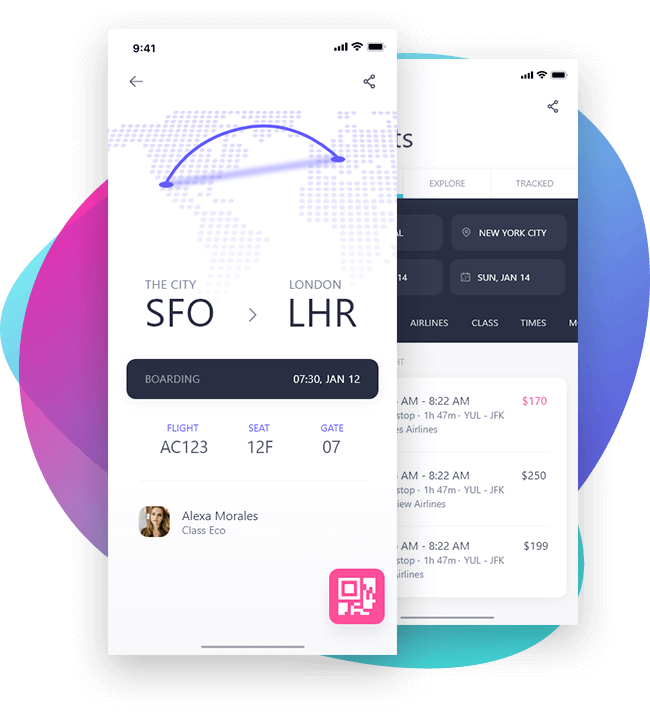 9:41
THE CITY
LONDON
SFO > LHR
BOARDING 07:30, JAN 12
FLIGHT SEAT GATE
AC123 12F 07
Alexa Morales
Class Eco
ts
EXPLORE TRACKED
AL NEW YORK CITY
14 SUN, JAN 14
AIRLINES CLASS TIMES M
HT
AM - 8:22 AM $170
stop · 1h 47m · YUL - JFK
es Airlines
AM - 8:22 AM $250
stop · 1h 47m · YUL - JFK
iew Airlines
AM - 8:22 AM $199
stop · 1h 47m · YUL - JFK
Airlines